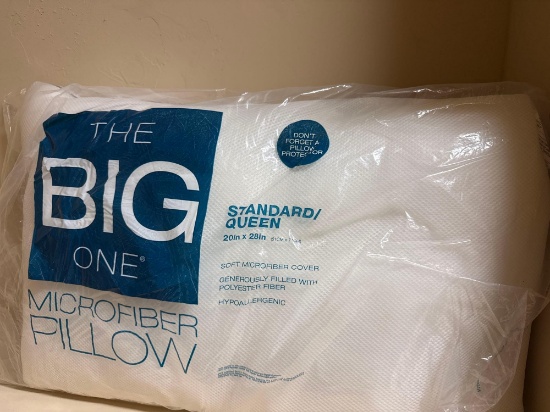 THE
BIG
ONE®
MICROFIBER
PILLOW
DON'T
FORGET A
PILLOW
PROTECTOR
STANDARD/
QUEEN
20in x 28in
SOFT MICROFIBER COVER
GENEROUSLY FILLED WITH
POLYESTER FIBER
HYPOALLERGENIC